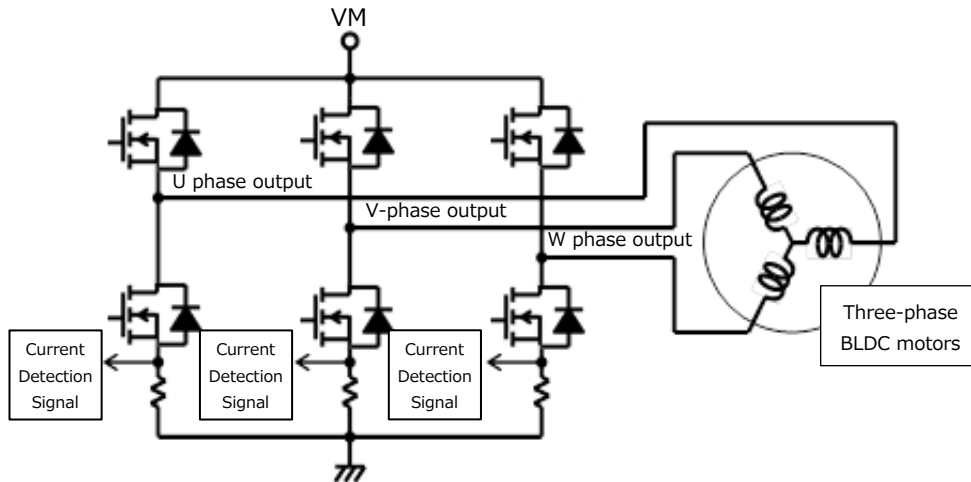 VM
U phase output
V-phase output
W phase output
Three-phase
BLDC motors
Current
Detection
Signal
Current
Detection
Signal
Current
Detection
Signal